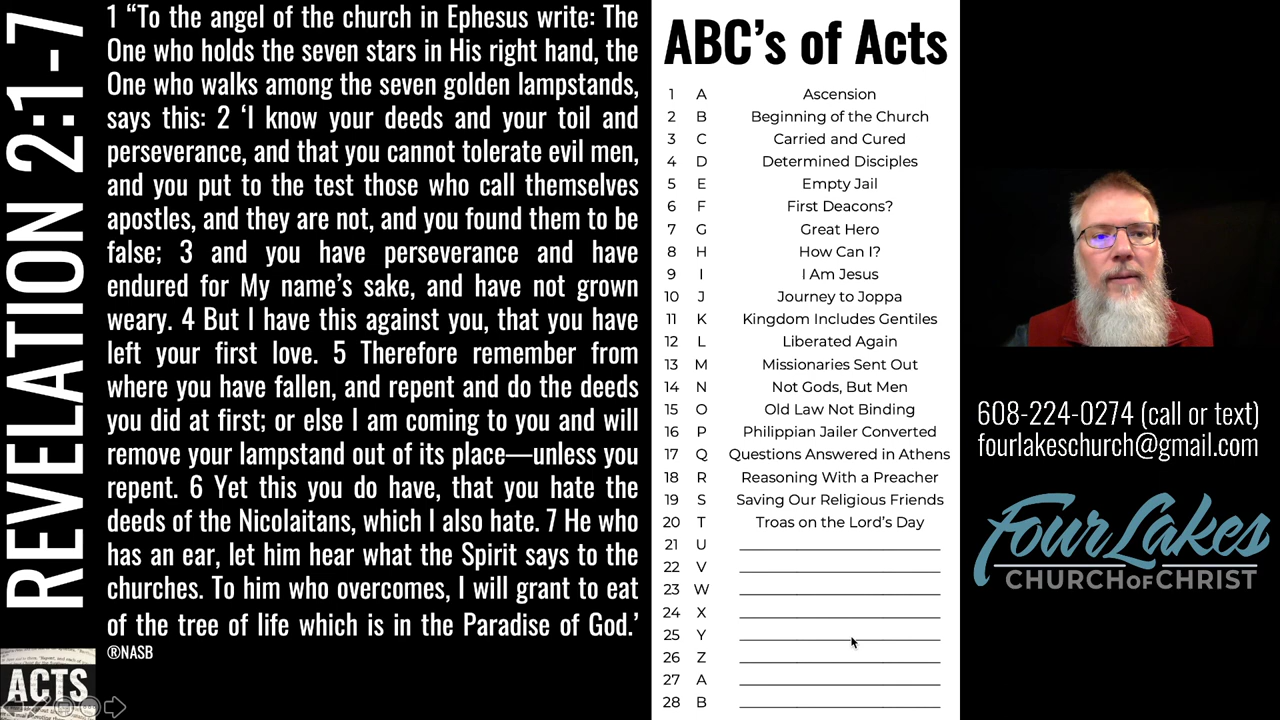 REVELATION 2:1-7
1 “To the angel of the church in Ephesus write: The
One who holds the seven stars in His right hand, the
One who walks among the seven golden lampstands,
says this: 2 ‘I know your deeds and your toil and
perseverance, and that you cannot tolerate evil men,
and you put to the test those who call themselves
apostles, and they are not, and you found them to be
false; 3 and you have perseverance and have
endured for My name’s sake, and have not grown
weary. 4 But I have this against you, that you have
left your first love. 5 Therefore remember from
where you have fallen, and repent and do the deeds
you did at first; or else I am coming to you and will
remove your lampstand out of its place—unless you
repent. 6 Yet this you do have, that you hate the
deeds of the Nicolaitans, which I also hate. 7 He who
has an ear, let him hear what the Spirit says to the
churches. To him who overcomes, I will grant to eat
of the tree of life which is in the Paradise of God.’
®NASB
ACTS
ABC’s of Acts
1 A Ascension
2 B Beginning of the Church
3 C Carried and Cured
4 D Determined Disciples
5 E Empty Jail
6 F First Deacons?
7 G Great Hero
8 H How Can I?
9 I I Am Jesus
10 J Journey to Joppa
11 K Kingdom Includes Gentiles
12 L Liberated Again
13 M Missionaries Sent Out
14 N Not Gods, But Men
15 O Old Law Not Binding
16 P Philippian Jailer Converted
17 Q Questions Answered in Athens
18 R Reasoning With a Preacher
19 S Saving Our Religious Friends
20 T Troas on the Lord’s Day
21 U
22 V
23 W
24 X
25 Y
26 Z
27 A
28 B
608-224-0274 (call or text)
fourlakeschurch@gmail.com
Four Lakes
CHURCH OF CHRIST